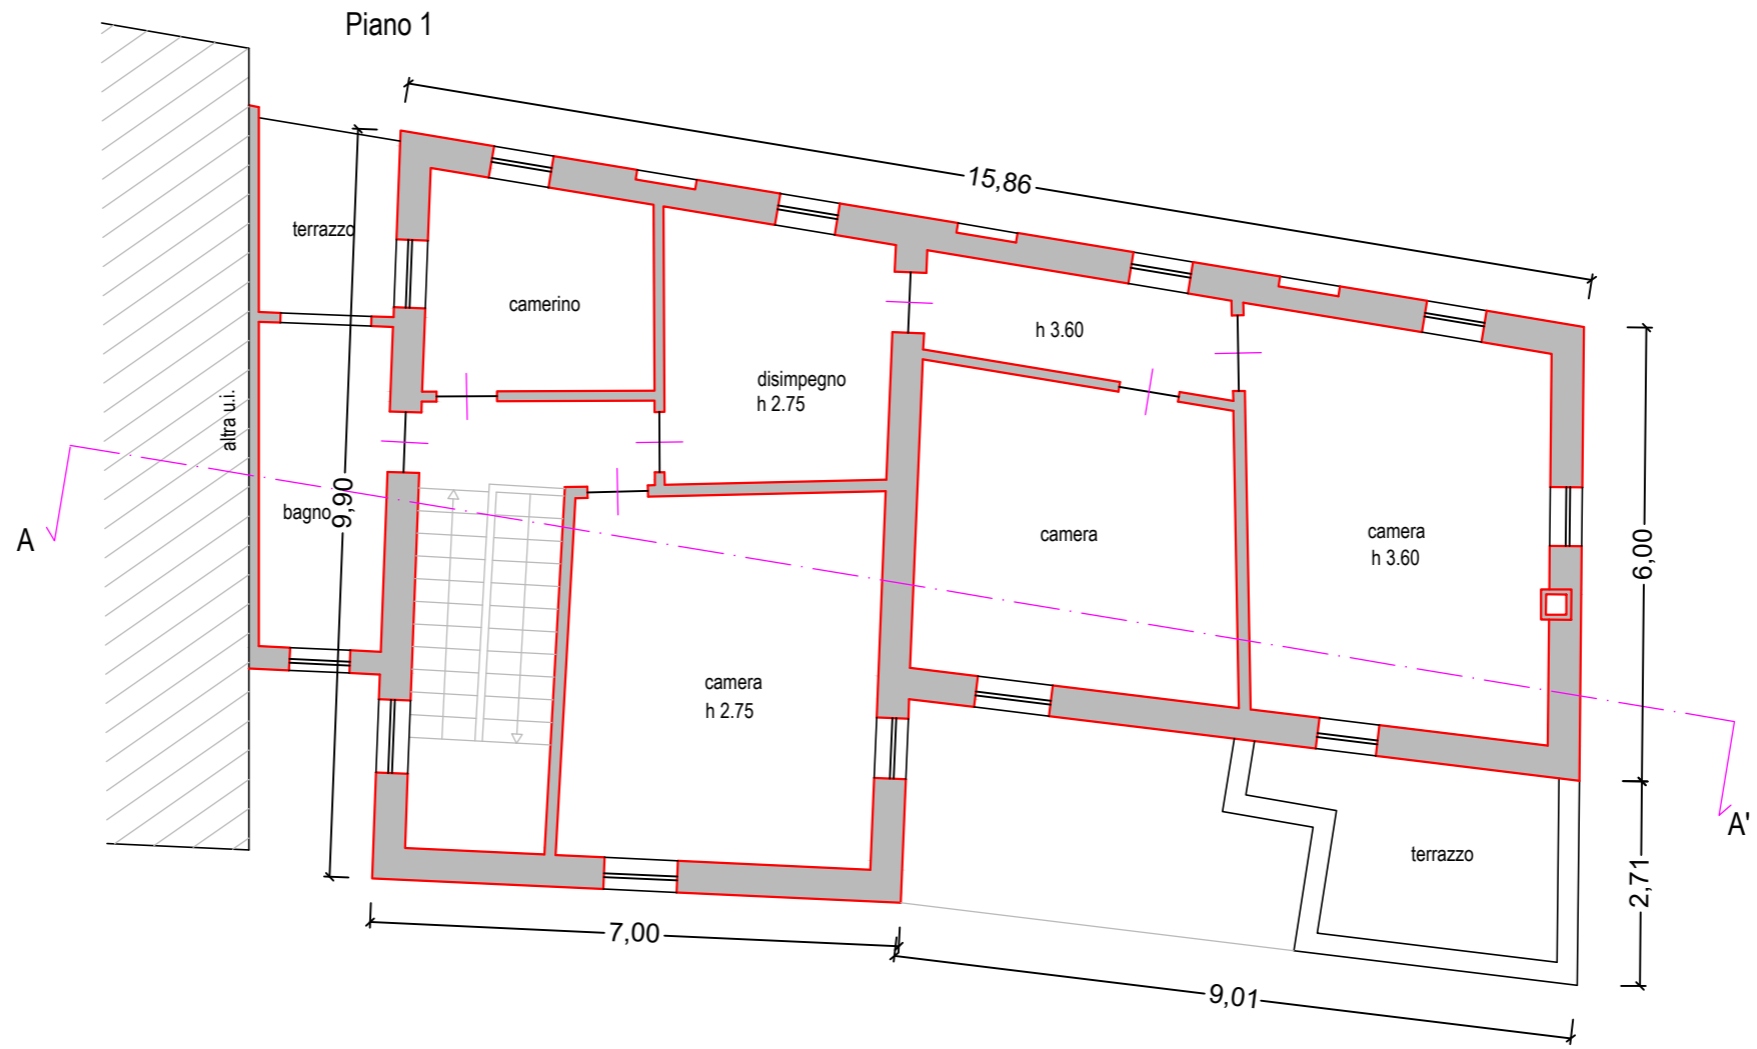 Piano 1
15,86
terrazzo
camerino
h 3.60
disimpegno
h 2.75
altra u.i.
9,90
bagno
camera
camera
h 3.60
6,00
A
camera
h 2.75
A'
terrazzo
2,71
7,00
9,01